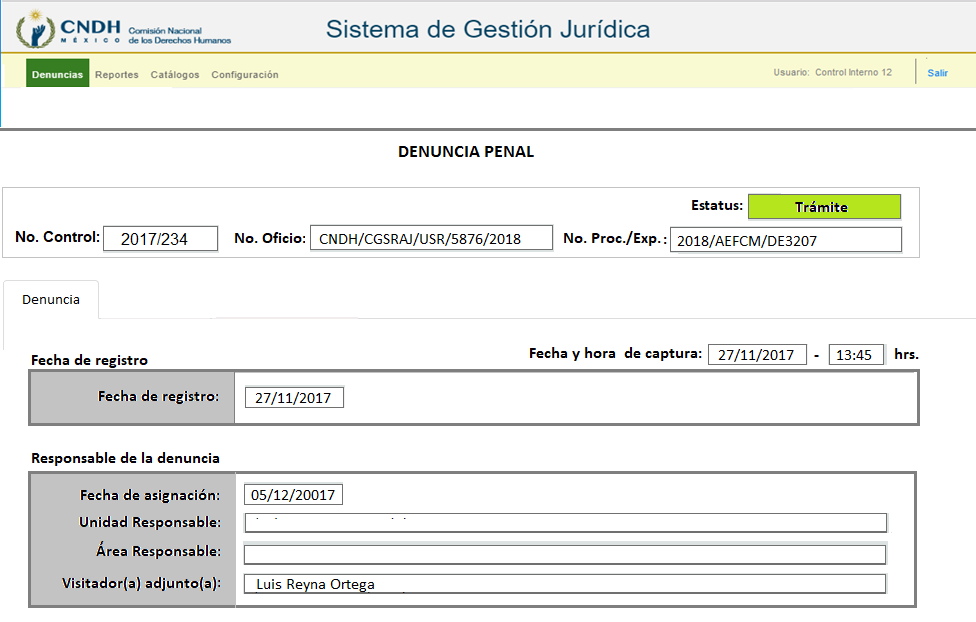 CNDH
MÉXICO
Comisión Nacional
de los Derechos Humanos
Sistema de Gestión Jurídica
Denuncias Reportes Catálogos Configuración Usuario: Control Interno 12 Salir
DENUNCIA PENAL
Estatus: Trámite
No. Control: 2017/234 No. Oficio: CNDH/CGSRAJ/USR/5876/2018 No. Proc./Exp.: 2018/AEFCM/DE3207
Denuncia
Fecha y hora de captura: 27/11/2017 - 13:45 hrs.
Fecha de registro
Fecha de registro: 27/11/2017
Responsable de la denuncia
Fecha de asignación: 05/12/20017
Unidad Responsable:
Área Responsable:
Visitador(a) adjunto(a): Luis Reyna Ortega